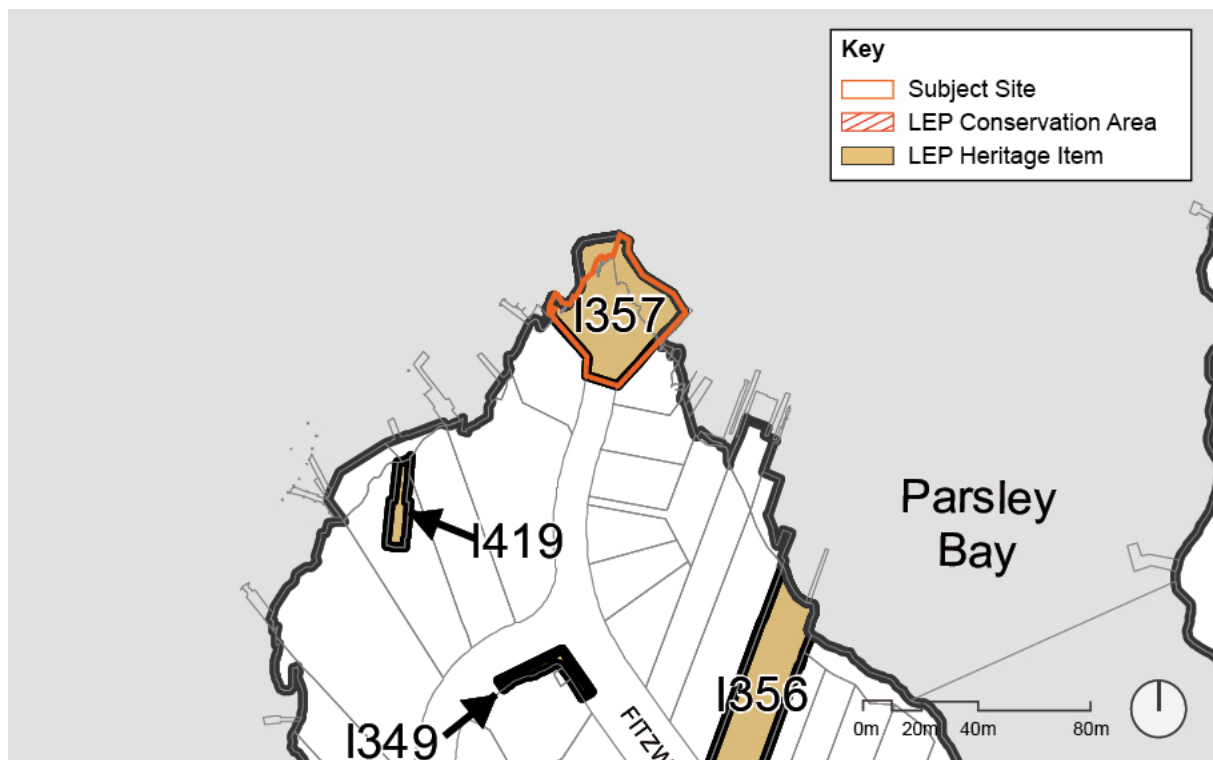 Key
Subject Site
LEP Conservation Area
LEP Heritage Item
I357
Parsley
Bay
I419
I356
I349
FITZW
0m 20m 40m 80m